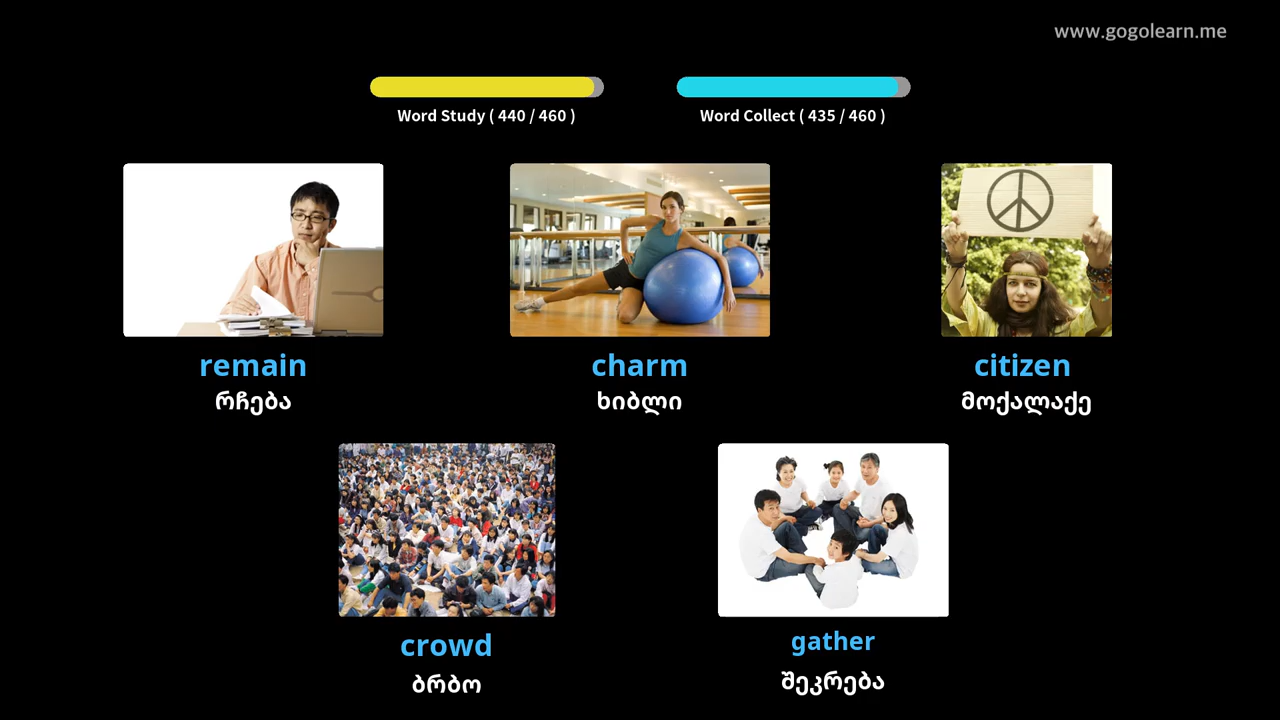 www.gogolearn.me
Word Study ( 440 / 460 )
Word Collect ( 435 / 460 )
remain
რჩება
charm
ხიბლი
citizen
მოქალაქე
crowd
ბრბო
gather
შეკრება